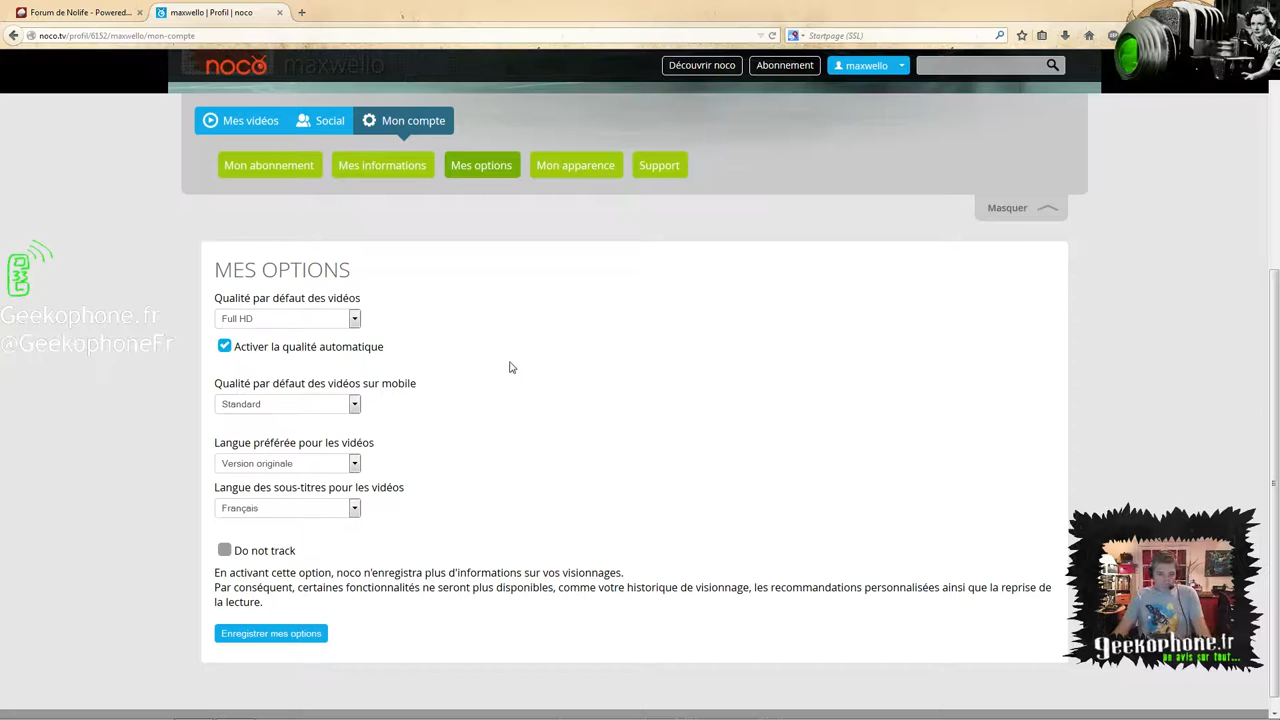 Forum de Nolife - Powered...
maxwello | Profil | noco
noco.tv/profil/6152/maxwello/mon-compte
Startpage (SSL)
noco
maxwello
Découvrir noco
Abonnement
maxwello
Mes vidéos
Social
Mon compte
Mon abonnement
Mes informations
Mes options
Mon apparence
Support
Masquer
MES OPTIONS
Qualité par défaut des vidéos
Full HD
Activer la qualité automatique
Qualité par défaut des vidéos sur mobile
Standard
Langue préférée pour les vidéos
Version originale
Langue des sous-titres pour les vidéos
Français
Do not track
En activant cette option, noco n'enregistra plus d'informations sur vos visionnages.
Par conséquent, certaines fonctionnalités ne seront plus disponibles, comme votre historique de visionnage, les recommandations personnalisées ainsi que la reprise de
la lecture.
Enregistrer mes options
Geekophone.fr
@GeekophoneFr
geekophone.fr
un avis sur tout...